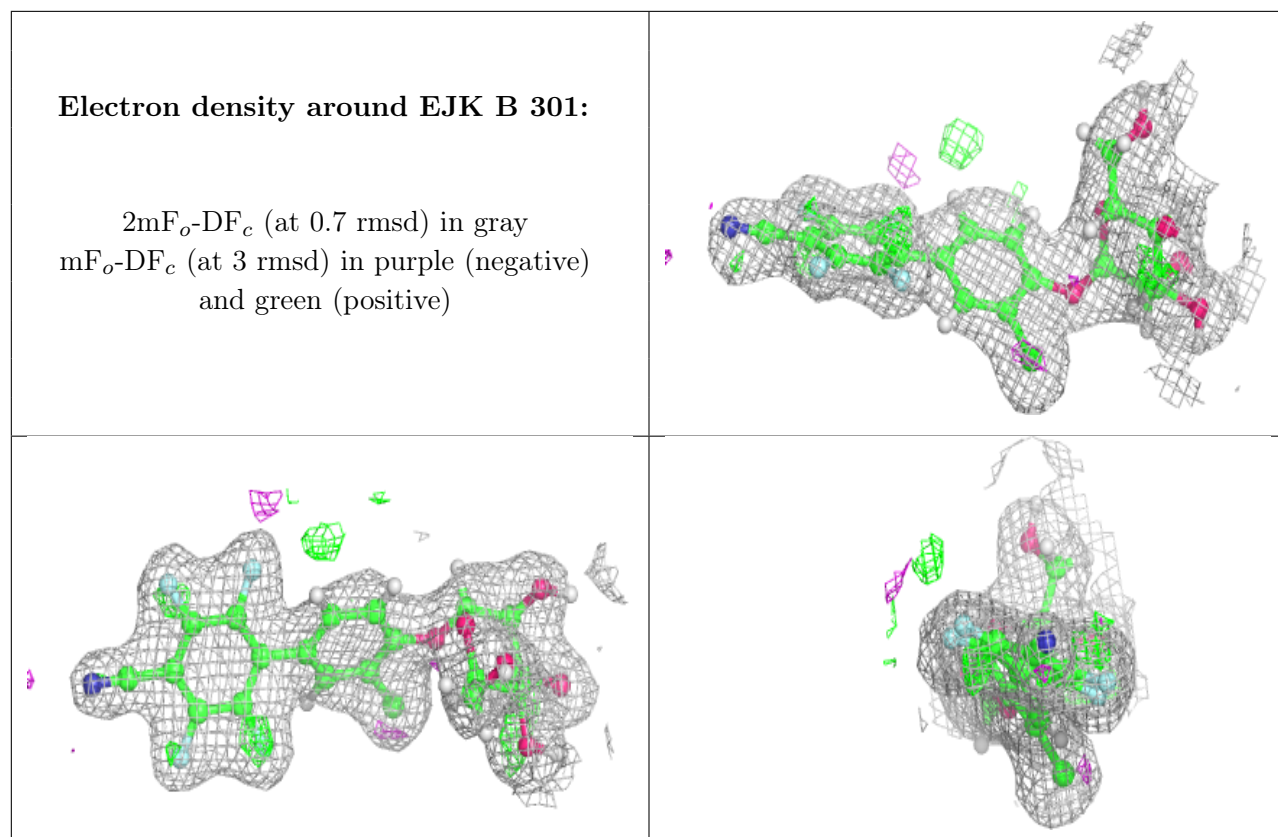 Electron density around EJK B 301:
2mFₒ-DF𝒸 (at 0.7 rmsd) in gray
mFₒ-DF𝒸 (at 3 rmsd) in purple (negative)
and green (positive)